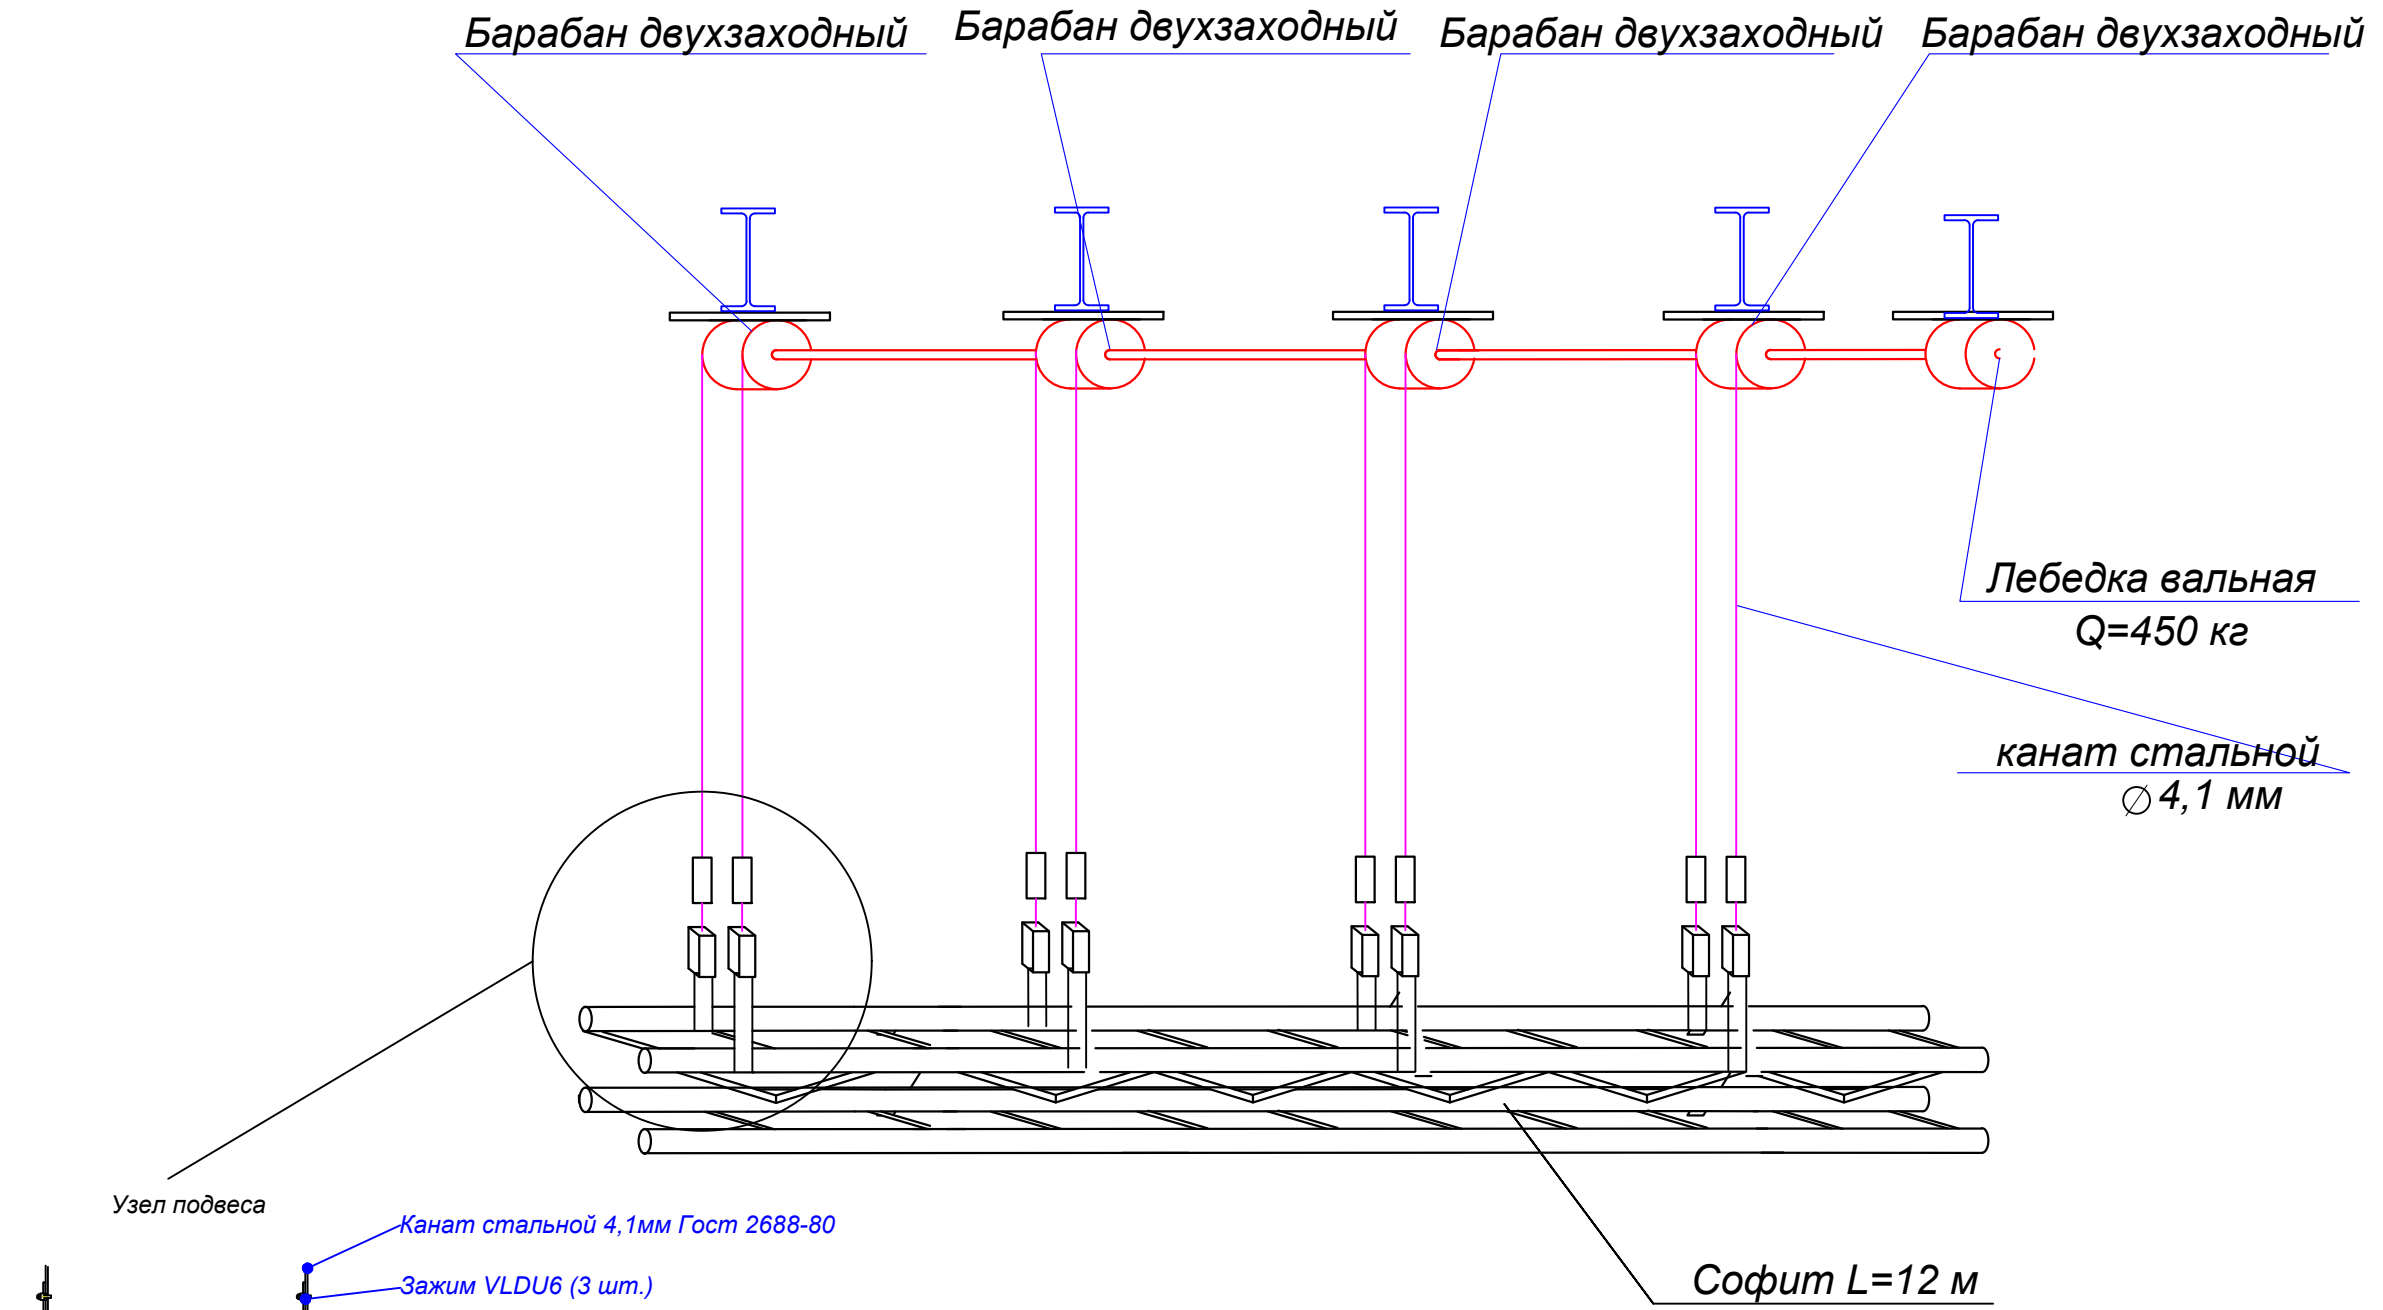 Барабан двухзаходный
Барабан двухзаходный
Барабан двухзаходный
Барабан двухзаходный
Лебедка вальная
Q=450 кг
канат стальной
∅ 4,1 мм
Узел подвеса
Канат стальной 4,1мм Гост 2688-80
Зажим VLDU6 (3 шт.)
Софит L=12 м